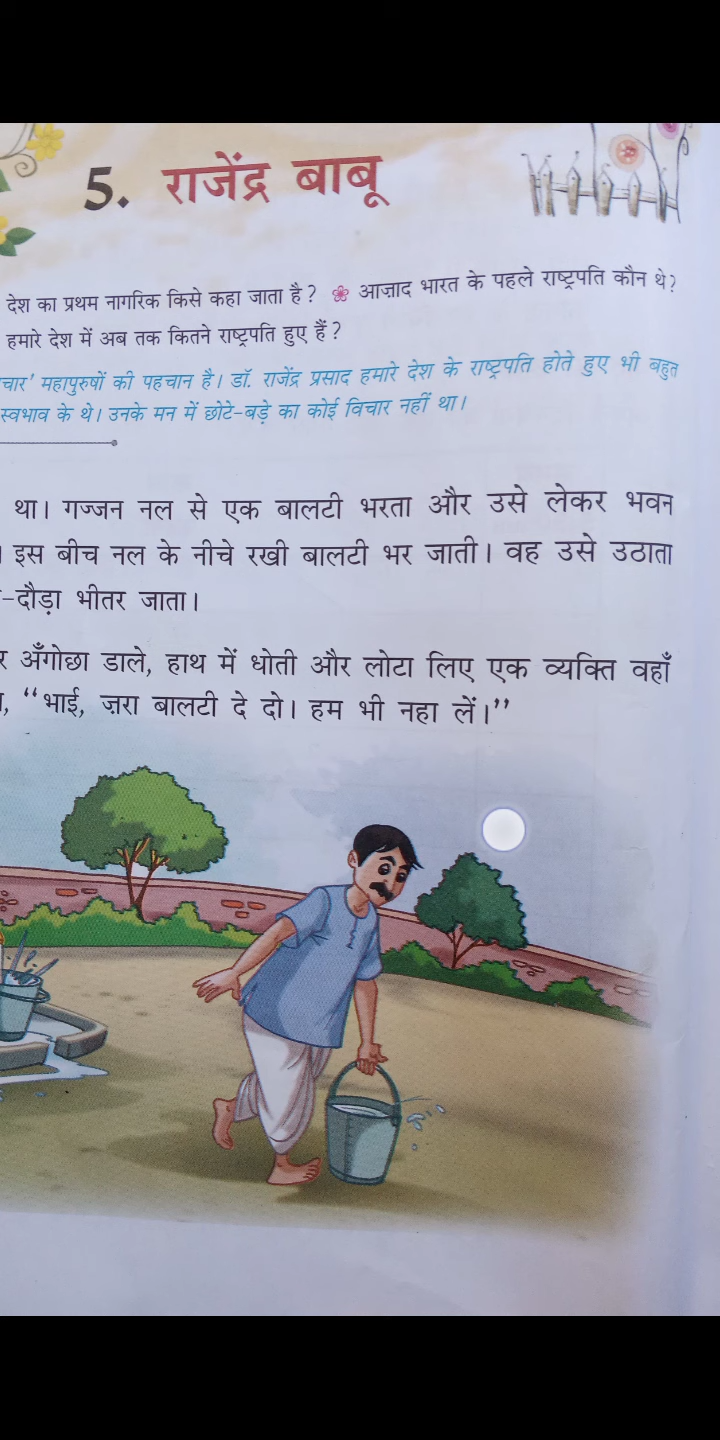 5. राजेंद्र बाबू
देश का प्रथम नागरिक किसे कहा जाता है? आज़ाद भारत के पहले राष्ट्रपति कौन थे?
हमारे देश में अब तक कितने राष्ट्रपति हुए हैं?
चार’ महापुरुषों की पहचान है। डॉ. राजेंद्र प्रसाद हमारे देश के राष्ट्रपति होते हुए भी बहुत
स्वभाव के थे। उनके मन में छोटे-बड़े का कोई विचार नहीं था।
था। गज्जन नल से एक बालटी भरता और उसे लेकर भवन
। इस बीच नल के नीचे रखी बालटी भर जाती। वह उसे उठाता
-दौड़ा भीतर जाता।
र अँगोछा डाले, हाथ में धोती और लोटा लिए एक व्यक्ति वहाँ
, “भाई, ज़रा बालटी दे दो। हम भी नहा लें।”